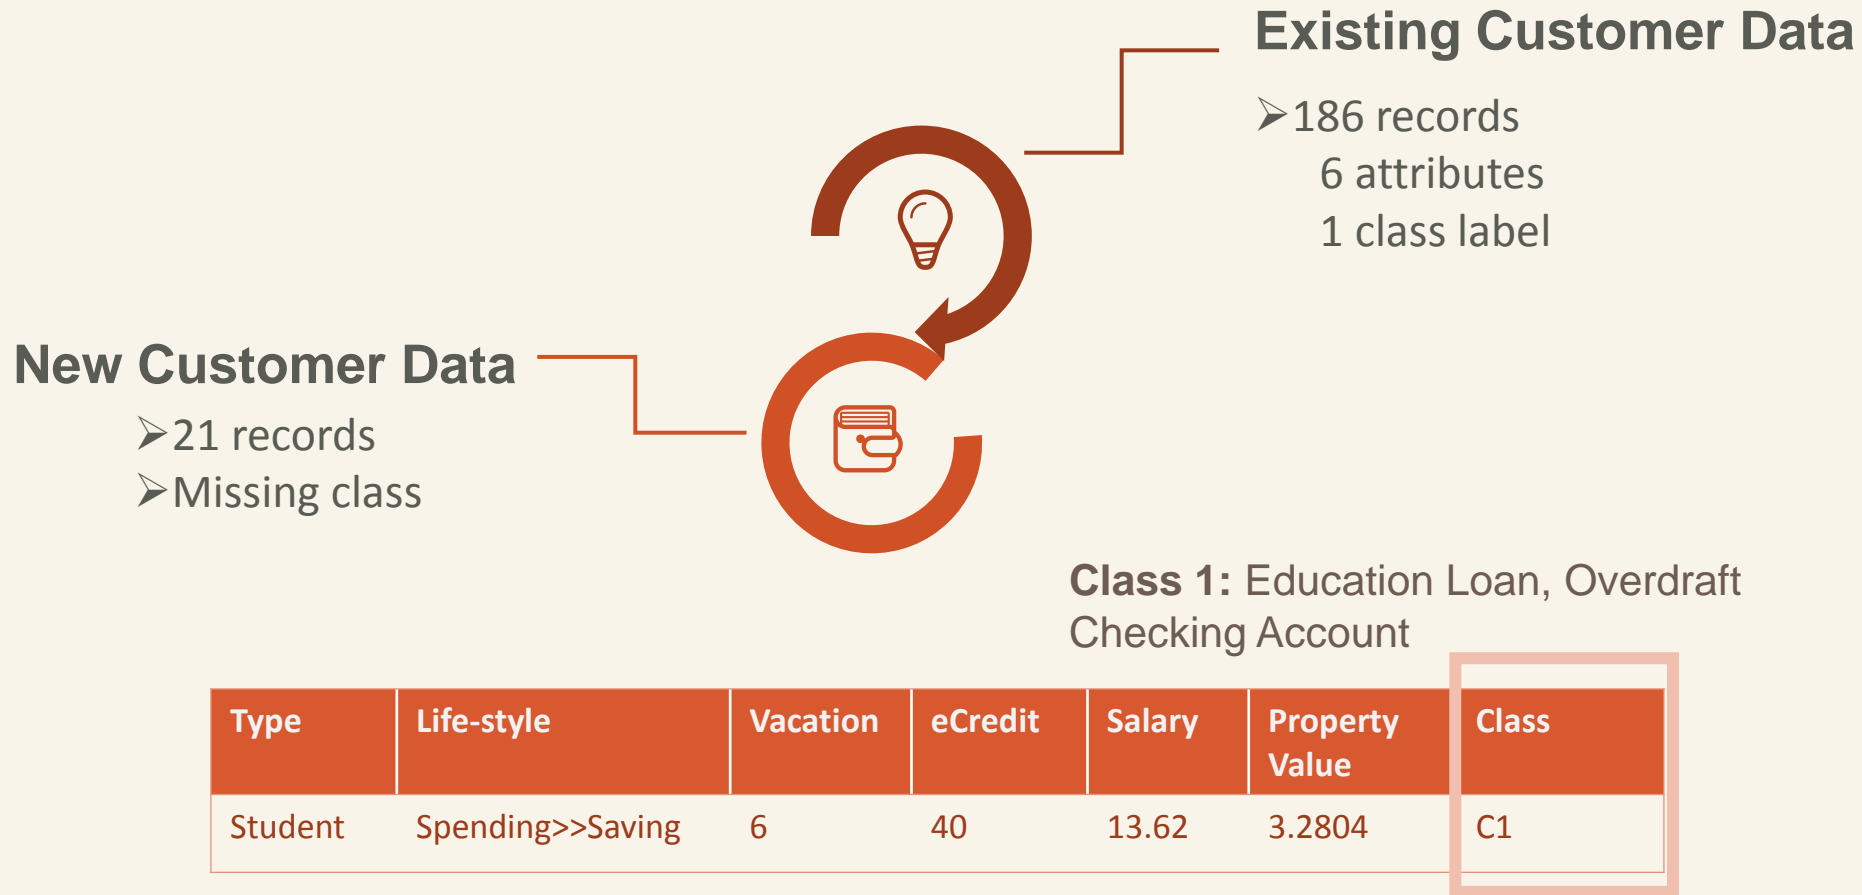 Existing Customer Data
➢186 records
6 attributes
1 class label
New Customer Data
➢21 records
➢Missing class
Class 1: Education Loan, Overdraft
Checking Account
Type Life-style Vacation eCredit Salary Property Value Class
Student Spending>>Saving 6 40 13.62 3.2804 C1